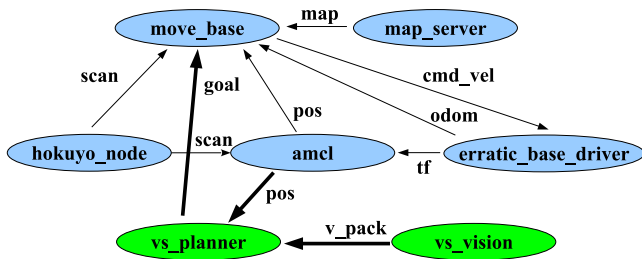 map
move_base
map_server
scan
goal
cmd_vel
pos
odom
hokuyo_node
scan
amcl
erratic_base_driver
tf
pos
v_pack
vs_planner
vs_vision